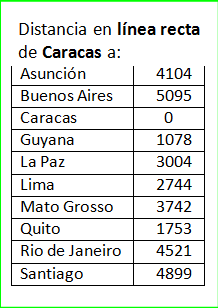 Distancia en línea recta
de Caracas a:
Asunción 4104
Buenos Aires 5095
Caracas 0
Guyana 1078
La Paz 3004
Lima 2744
Mato Grosso 3742
Quito 1753
Rio de Janeiro 4521
Santiago 4899